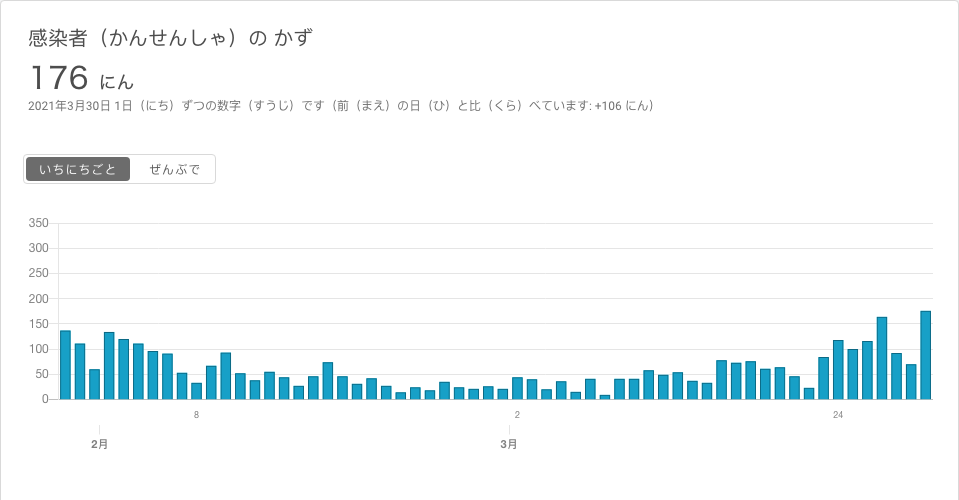 感染者（かんせんしゃ）の かず
176 にん
2021年3月30日 1日（にち）ずつの数字（すうじ）です（前（まえ）の日（ひ）と比（くら）べています: +106 にん）
いちにちごと ぜんぶで
350
300
250
200
150
100
50
0
8 2 24
2月 3月